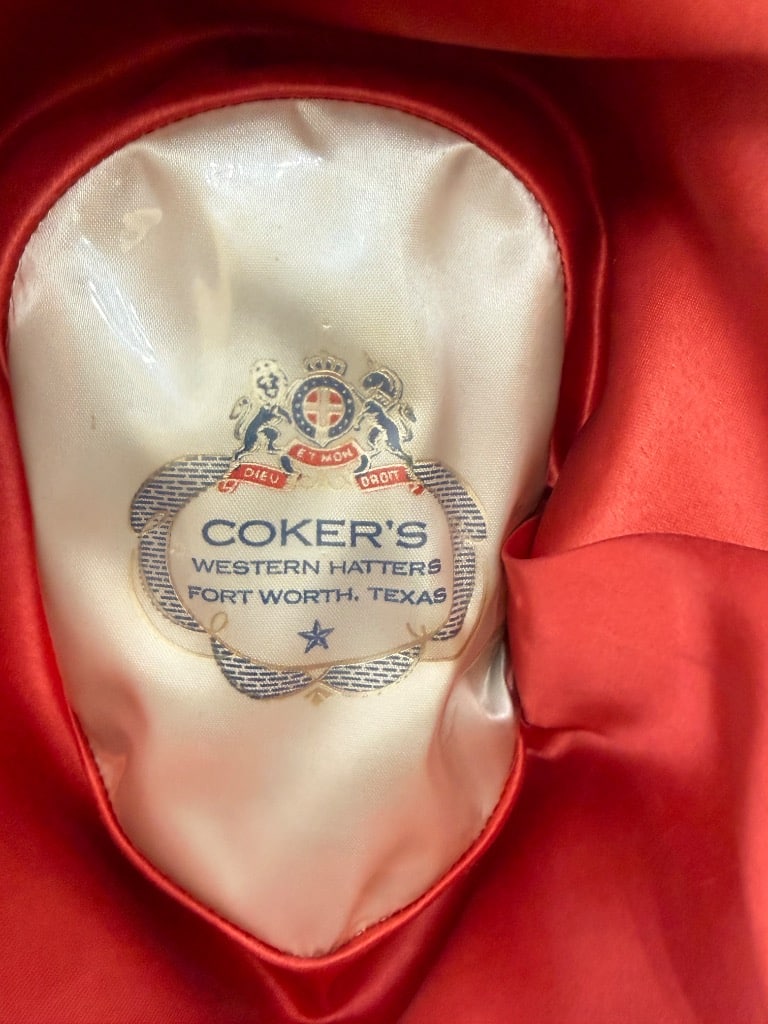 ET MON
DIEU DROIT
COKER'S
WESTERN HATTERS
FORT WORTH, TEXAS